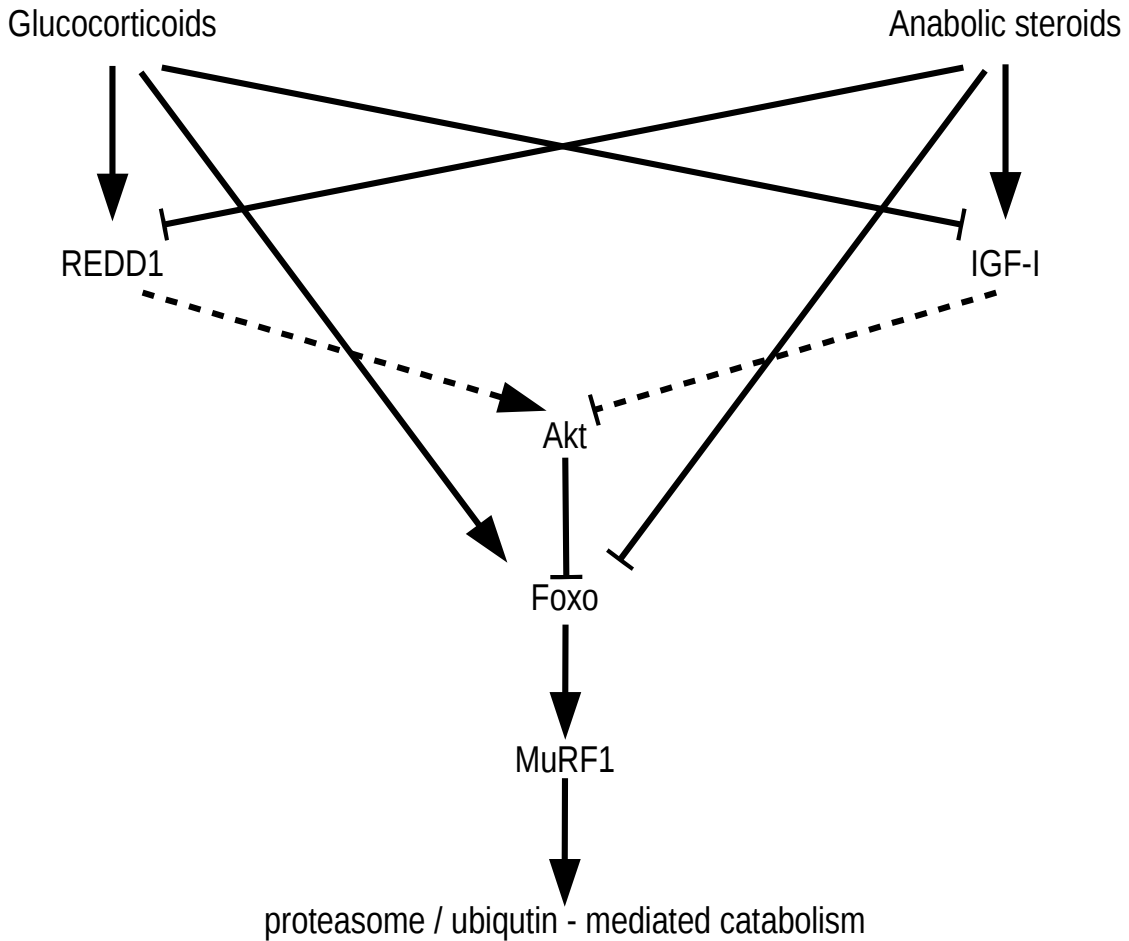 Glucocorticoids
Anabolic steroids
REDD1
IGF-I
Akt
Foxo
MuRF1
proteasome / ubiqutin - mediated catabolism